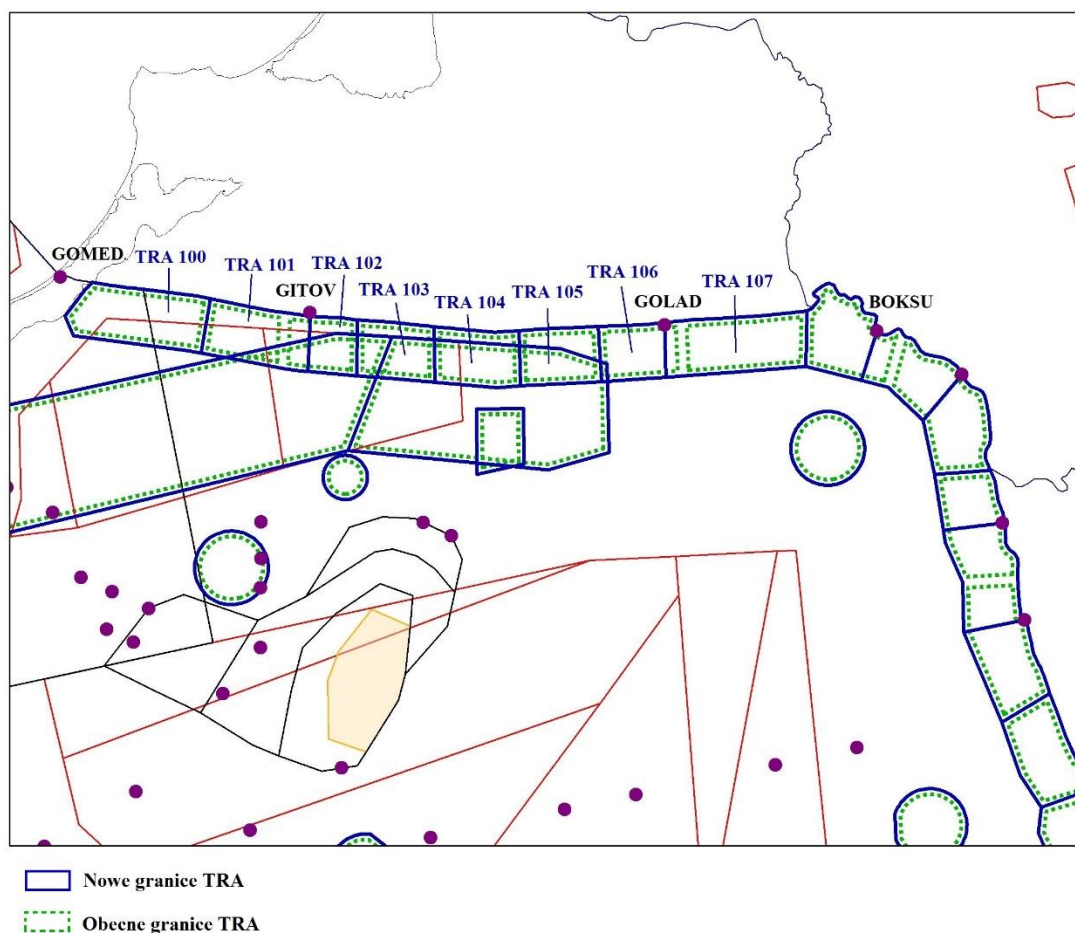 GOMED.
TRA 100
TRA 101
TRA 102
GITOV
TRA 103
TRA 104
TRA 105
TRA 106
GOLAD
TRA 107
BOKSU
Nowe granice TRA
Obecne granice TRA